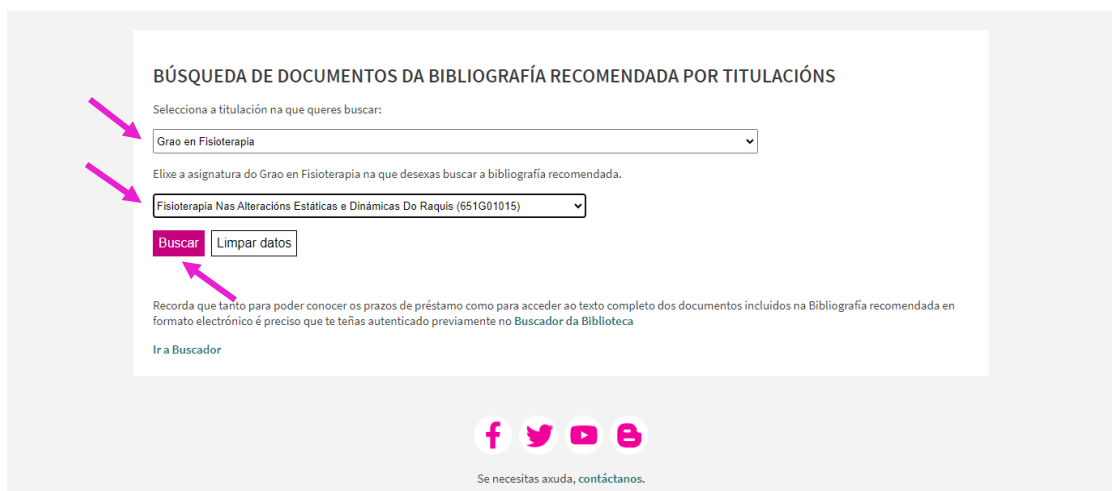 BÚSQUEDA DE DOCUMENTOS DA BIBLIOGRAFÍA RECOMENDADA POR TITULACIÓNS
Selecciona a titulación na que queres buscar:
Grao en Fisioterapia
Elixe a asignatura do Grao en Fisioterapia na que desexas buscar a bibliografía recomendada.
Fisioterapia Nas Alteracións Estáticas e Dinámicas Do Raquis (651G01015)
Buscar Limpar datos
Recorda que tanto para poder conocer os prazos de préstamo como para acceder ao texto completo dos documentos incluidos na Bibliografía recomendada en
formato electrónico é preciso que te teñas autenticado previamente no Buscador da Biblioteca
Ir a Buscador
Se necesitas axuda, contáctanos.